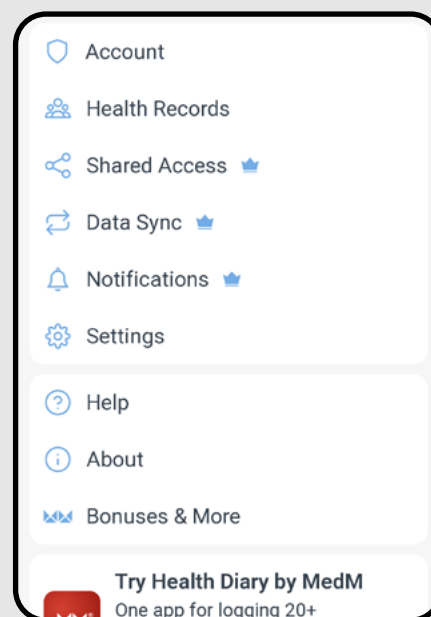 Account
Health Records
Shared Access
Data Sync
Notifications
Settings
Help
About
Bonuses & More
Try Health Diary by MedM
One app for logging 20+